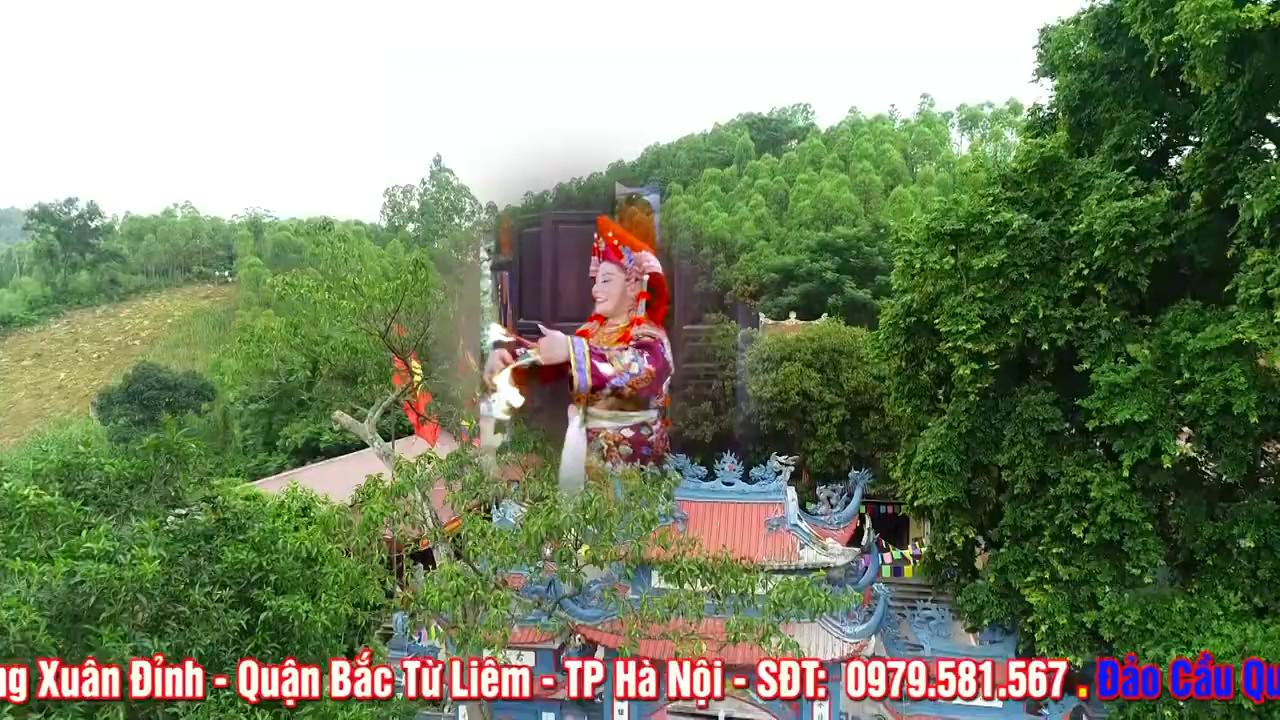 ng Xuân Đỉnh - Quận Bắc Từ Liêm - TP Hà Nội - SĐT: 0979.581.567 . Đảo Cầu Qu